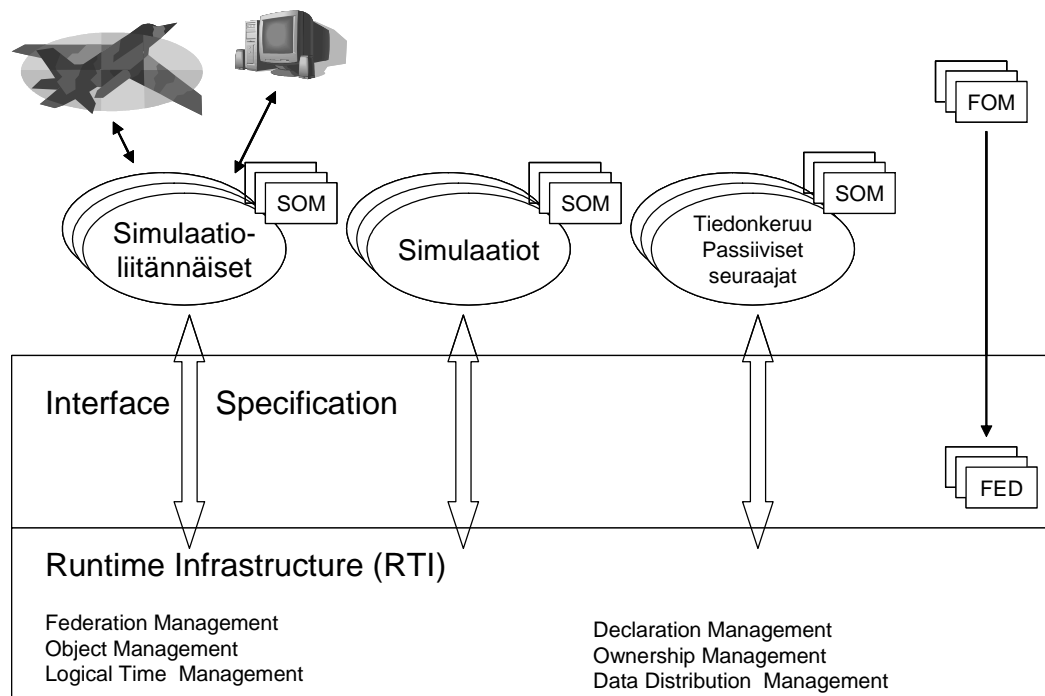 FOM
SOM
SOM
SOM
Simulaatio-
liitännäiset
Simulaatiot
Tiedonkeruu
Passiiviset
seuraajat
Interface Specification
FED
Runtime Infrastructure (RTI)
Federation Management
Object Management
Logical Time Management
Declaration Management
Ownership Management
Data Distribution Management